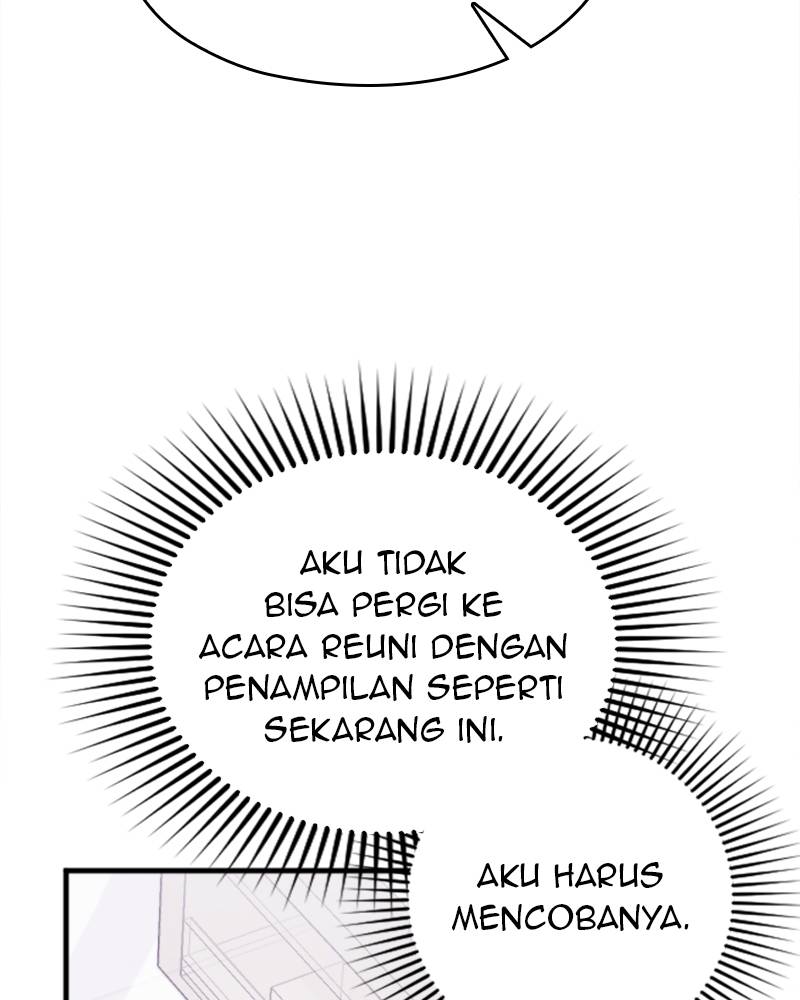 AKU TIDAK
BISA PERGI KE
ACARA REUNI DENGAN
PENAMPILAN SEPERTI
SEKARANG INI.
AKU HARUS
MENCOBANYA.